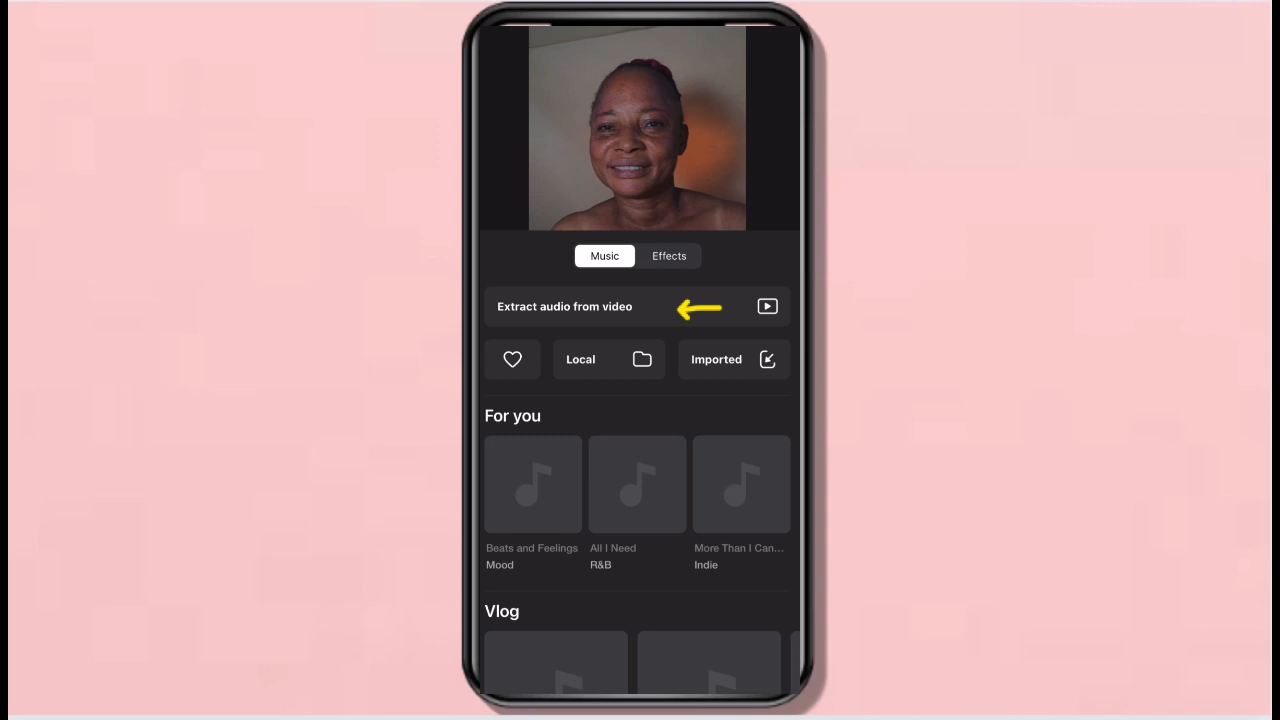 Music Effects
Extract audio from video
Local Imported
For you
Beats and Feelings All I Need More Than I Can...
Mood R&B Indie
Vlog